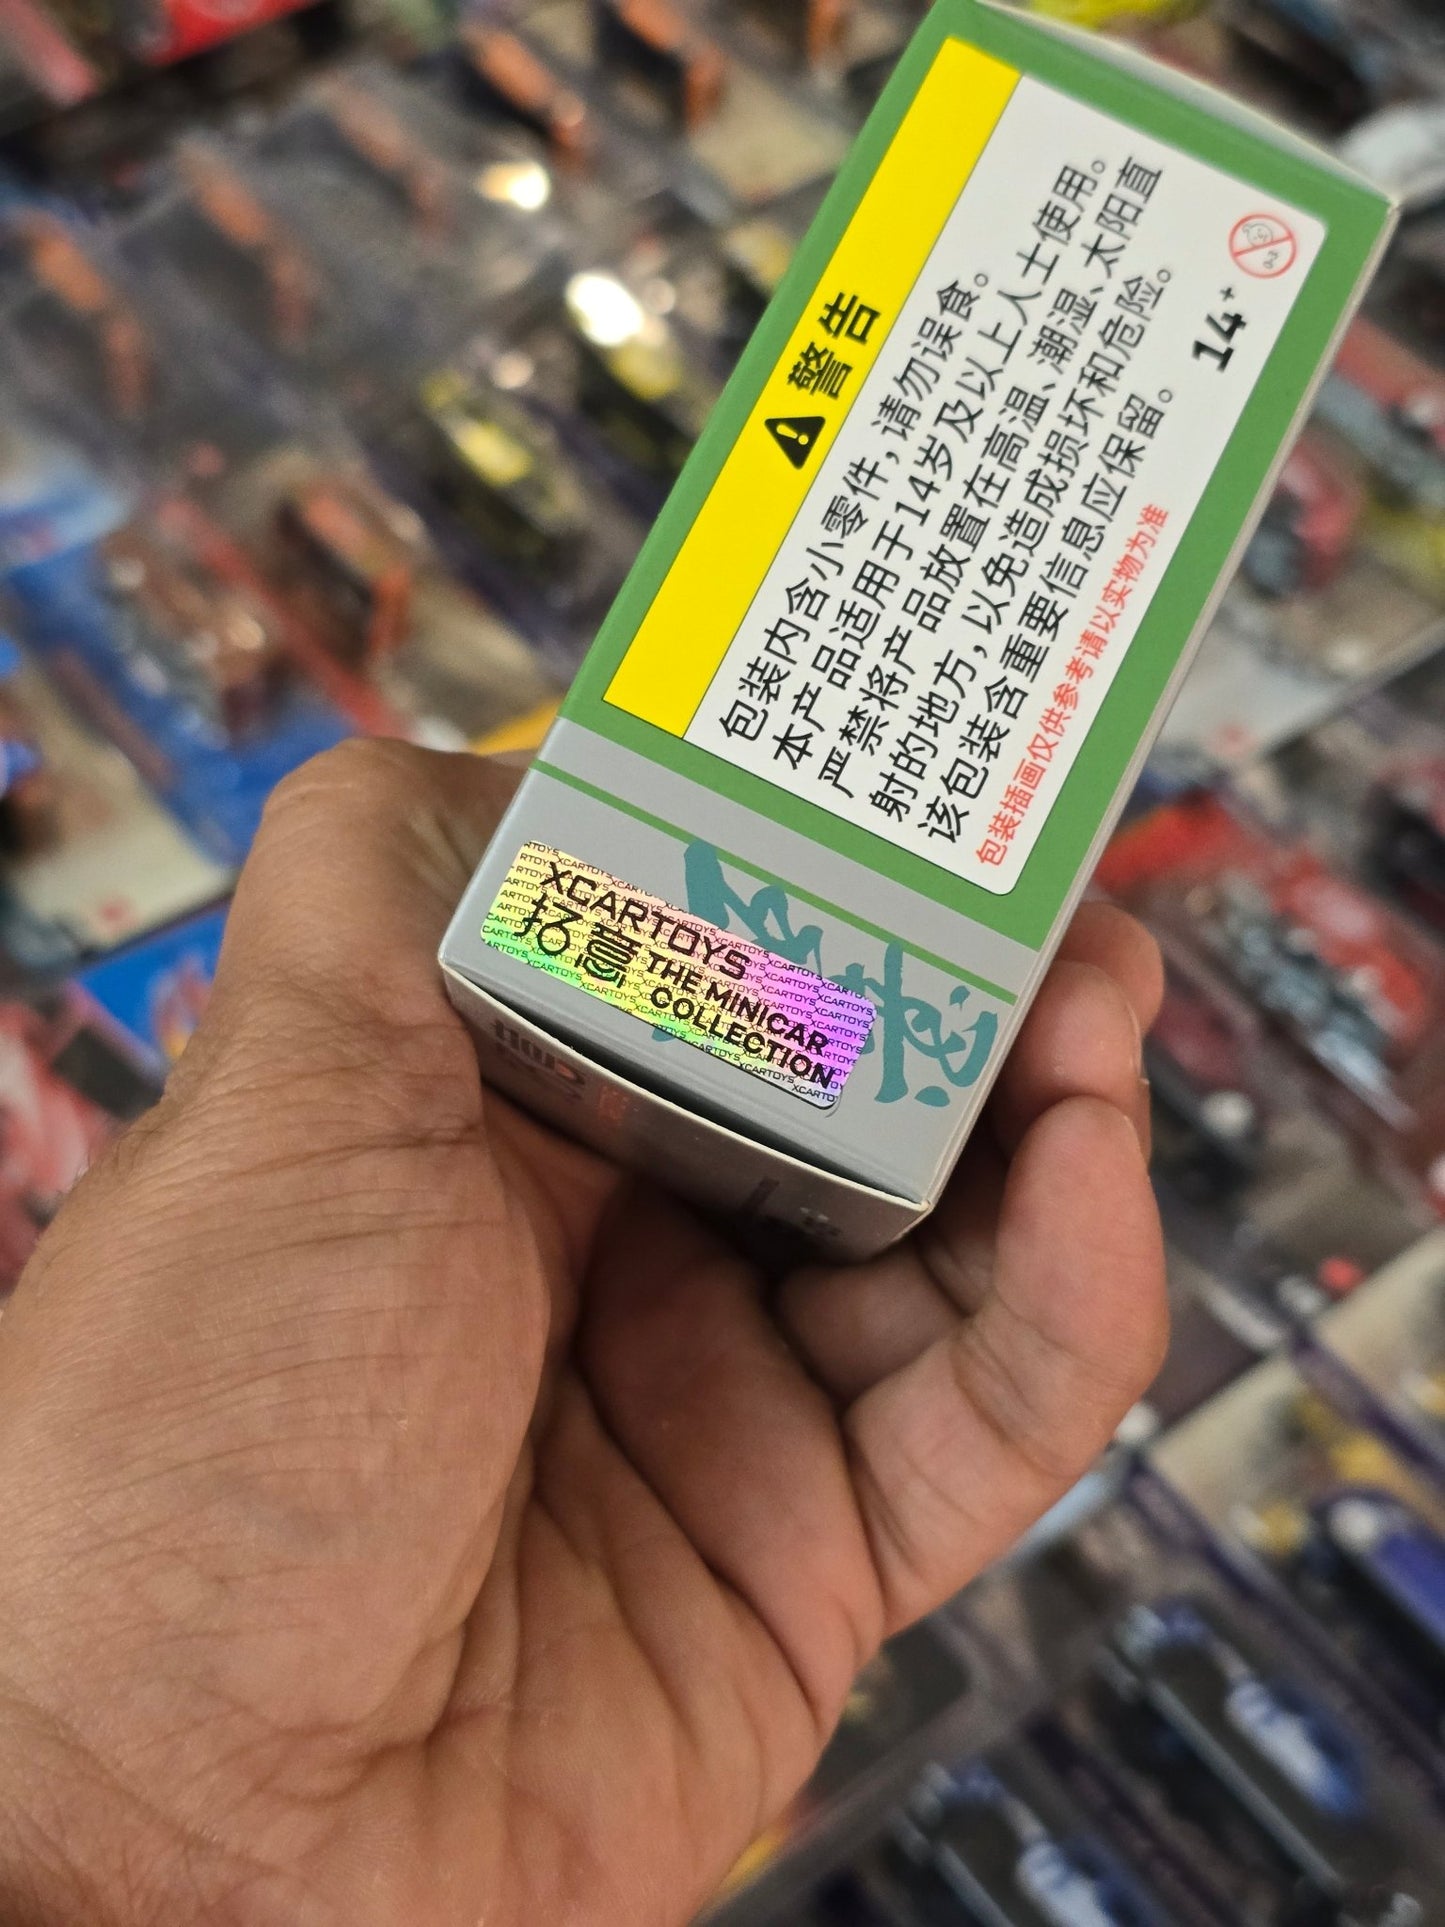 警告
包装内含小零件，请勿误食。
本产品适用于14岁及以上人士使用。
严禁将产品放置在高温、潮湿、太阳直
射的地方，以免造成损坏和危险。
该包装含重要信息应保留。
包装插画仅供参考请以实物为准
14+
0-3
XCARTOYS
拓意
THE MINICAR
COLLECTION